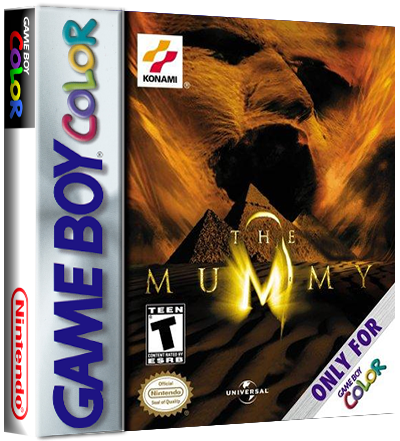 GAME BOY
COLOR
Nintendo
GAME BOY COLOR
KONAMI
®
THE
MUMMY
TEEN
T
CONTENT RATED BY
ESRB
Official
Nintendo
Seal of Quality
UNIVERSAL
ONLY FOR
GAME BOY
COLOR